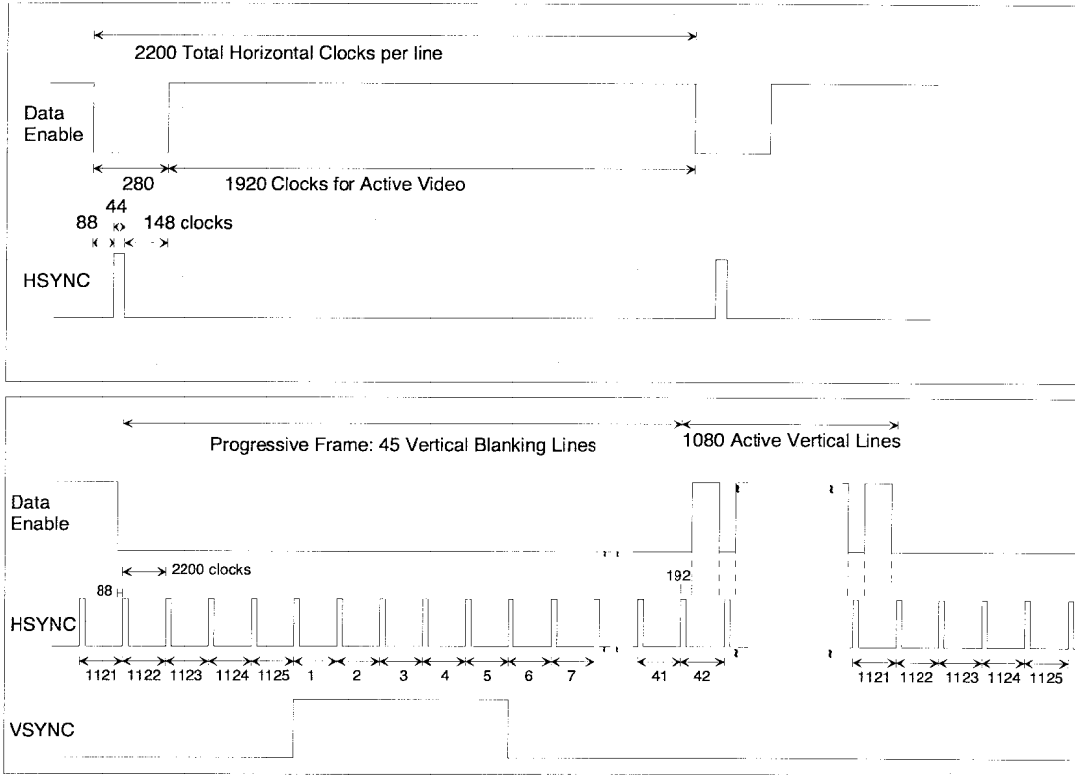 2200 Total Horizontal Clocks per line
Data
Enable
280
1920 Clocks for Active Video
44
88
148 clocks
HSYNC
Progressive Frame: 45 Vertical Blanking Lines
1080 Active Vertical Lines
Data
Enable
2200 clocks
88
192
HSYNC
1121 1122 1123 1124 1125 1 2 3 4 5 6 7 41 42 1121 1122 1123 1124 1125
VSYNC